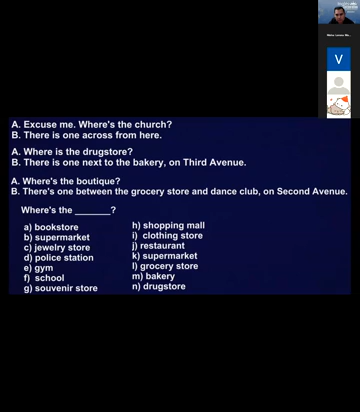 A. Excuse me. Where's the church?
B. There is one across from here.
A. Where is the drugstore?
B. There is one next to the bakery, on Third Avenue.
A. Where's the boutique?
B. There's one between the grocery store and dance club, on Second Avenue.
Where's the _______?
a) bookstore
b) supermarket
c) jewelry store
d) police station
e) gym
f) school
g) souvenir store
h) shopping mall
i) clothing store
j) restaurant
k) supermarket
l) grocery store
m) bakery
n) drugstore
V